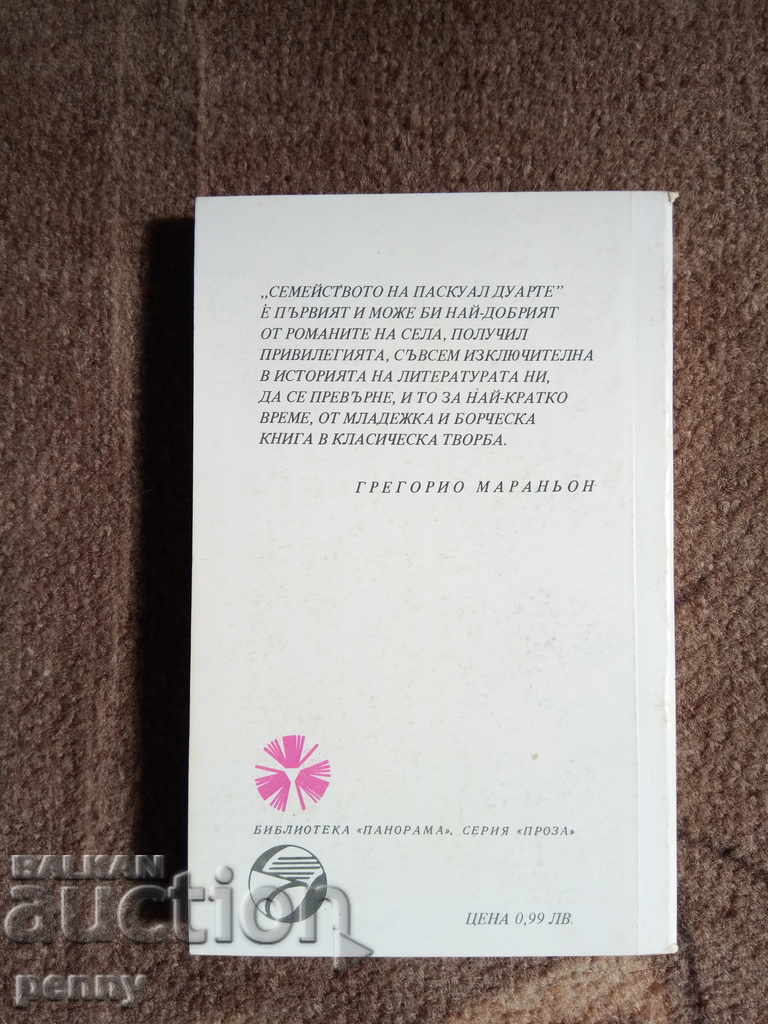 „СЕМЕЙСТВОТО НА ПАСКУАЛ ДУАРТЕ”
Е ПЪРВИЯТ И МОЖЕ БИ НАЙ-ДОБРИЯТ
ОТ РОМАНИТЕ НА СЕЛА, ПОЛУЧИЛ
ПРИВИЛЕГИЯТА, СЪВСЕМ ИЗКЛЮЧИТЕЛНА
В ИСТОРИЯТА НА ЛИТЕРАТУРАТА НИ,
ДА СЕ ПРЕВЪРНЕ, И ТО ЗА НАЙ-КРАТКО
ВРЕМЕ, ОТ МЛАДЕЖКА И БОРЧЕСКА
КНИГА В КЛАСИЧЕСКА ТВОРБА.
ГРЕГОРИО МАРАНЬОН
БИБЛИОТЕКА «ПАНОРАМА», СЕРИЯ «ПРОЗА»
ЦЕНА 0,99 ЛВ.
BALKAN
auction
penny